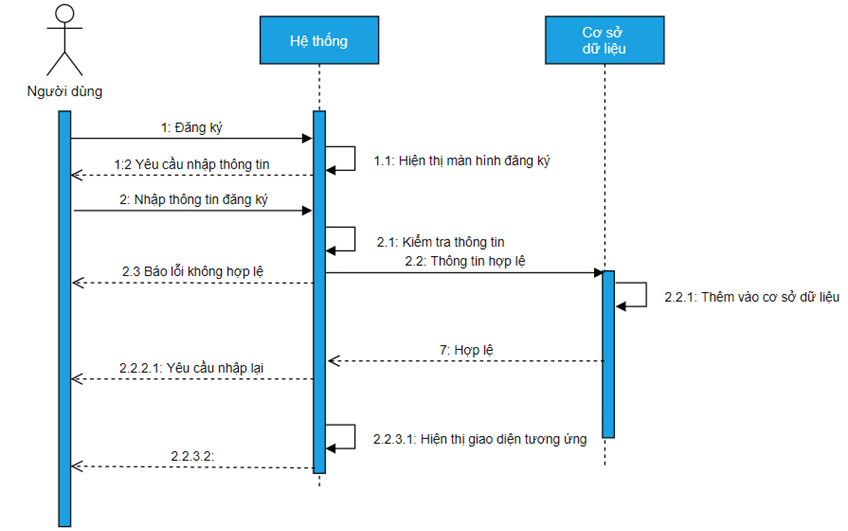 Hệ thống
Cơ sở
dữ liệu
Người dùng
1: Đăng ký
1.1: Hiện thị màn hình đăng ký
1:2 Yêu cầu nhập thông tin
2: Nhập thông tin đăng ký
2.1: Kiểm tra thông tin
2.2: Thông tin hợp lệ
2.3 Báo lỗi không hợp lệ
2.2.1: Thêm vào cơ sở dữ liệu
7: Hợp lệ
2.2.2.1: Yêu cầu nhập lại
2.2.3.1: Hiện thị giao diện tương ứng
2.2.3.2: